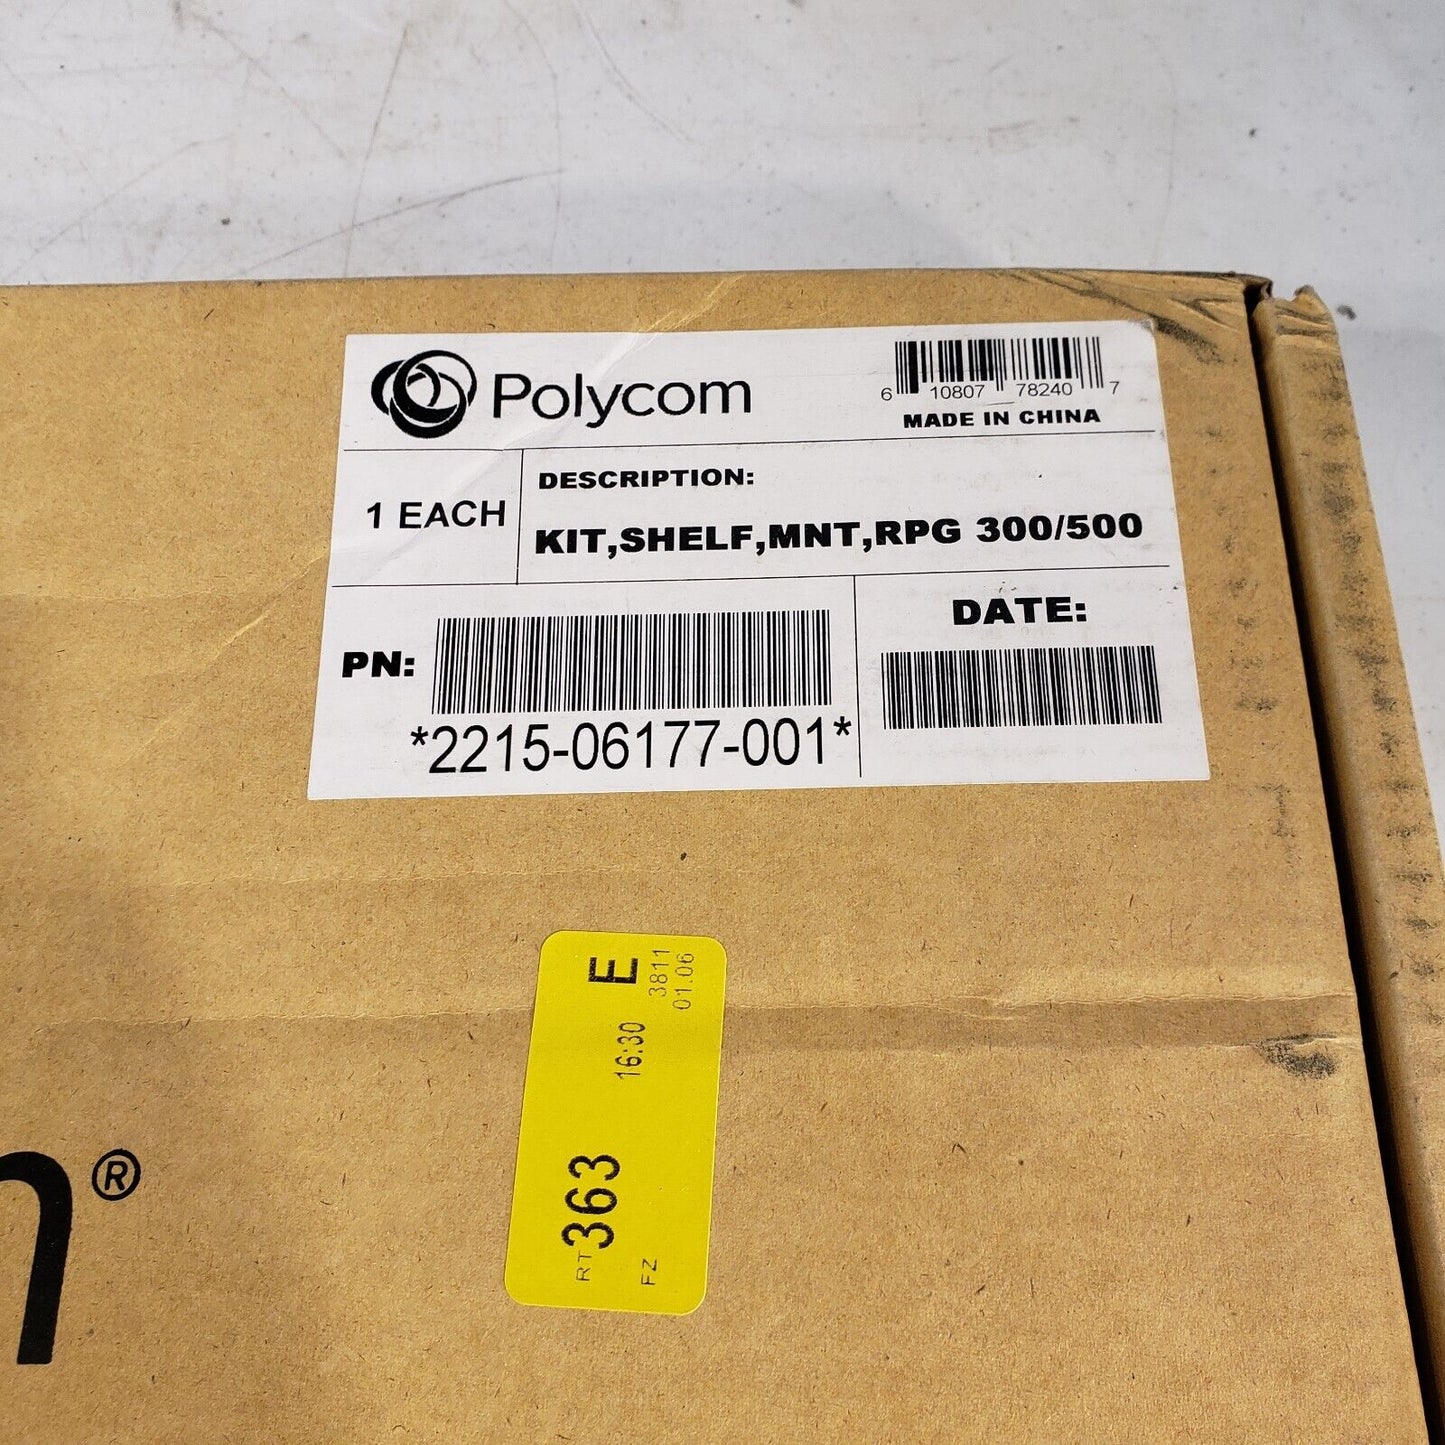 Polycom
6 10807 78240 7
MADE IN CHINA
1 EACH
DESCRIPTION:
KIT,SHELF,MNT,RPG 300/500
PN:
*2215-06177-001*
DATE:
E
3811
01.06
16:30
RT 363
FZ
m®